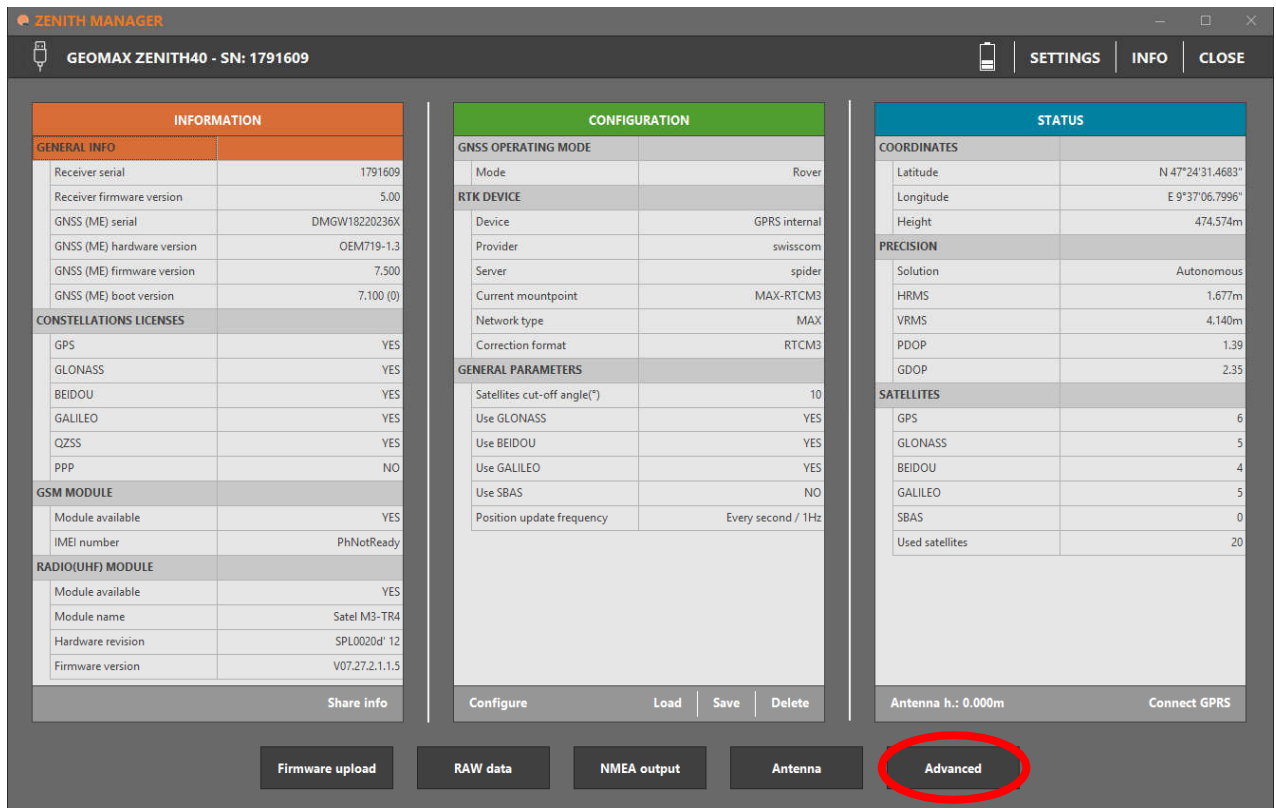 ZENITH MANAGER
GEOMAX ZENITH40 - SN: 1791609
SETTINGS
INFO
CLOSE
INFORMATION
GENERAL INFO
Receiver serial 1791609
Receiver firmware version 5.00
GNSS (ME) serial DMGW18220236X
GNSS (ME) hardware version OEM719-1.3
GNSS (ME) firmware version 7.500
GNSS (ME) boot version 7.100 (0)
CONSTELLATIONS LICENSES
GPS YES
GLONASS YES
BEIDOU YES
GALILEO YES
QZSS YES
PPP NO
GSM MODULE
Module available YES
IMEI number PhNotReady
RADIO(UHF) MODULE
Module available YES
Module name Satel M3-TR4
Hardware revision SPL0020d' 12
Firmware version V07.27.2.1.1.5
Share info
CONFIGURATION
GNSS OPERATING MODE
Mode Rover
RTK DEVICE
Device GPRS internal
Provider swisscom
Server spider
Current mountpoint MAX-RTCM3
Network type MAX
Correction format RTCM3
GENERAL PARAMETERS
Satellites cut-off angle(°) 10
Use GLONASS YES
Use BEIDOU YES
Use GALILEO YES
Use SBAS NO
Position update frequency Every second / 1Hz
Configure Load Save Delete
STATUS
COORDINATES
Latitude N 47°24'31.4683"
Longitude E 9°37'06.7996"
Height 474.574m
PRECISION
Solution Autonomous
HRMS 1.677m
VRMS 4.140m
PDOP 1.39
GDOP 2.35
SATELLITES
GPS 6
GLONASS 5
BEIDOU 4
GALILEO 5
SBAS 0
Used satellites 20
Antenna h.: 0.000m Connect GPRS
Firmware upload
RAW data
NMEA output
Antenna
Advanced